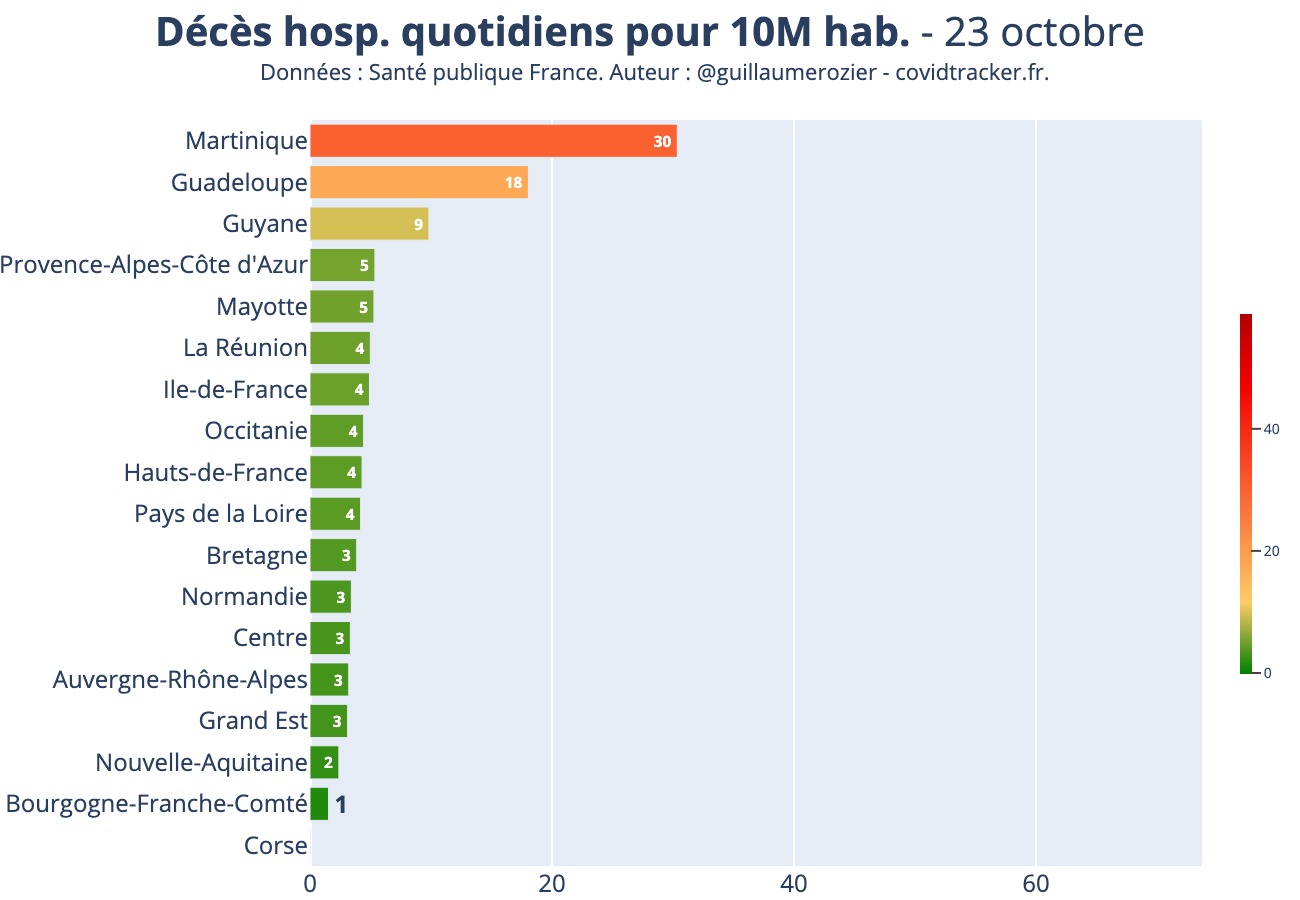 Décès hosp. quotidiens pour 10M hab. - 23 octobre
Données : Santé publique France. Auteur : @guillaumerozier - covidtracker.fr.
Martinique 30
Guadeloupe 18
Guyane 9
Provence-Alpes-Côte d'Azur 5
Mayotte 5
La Réunion 4
Ile-de-France 4
Occitanie 4
Hauts-de-France 4
Pays de la Loire 4
Bretagne 3
Normandie 3
Centre 3
Auvergne-Rhône-Alpes 3
Grand Est 3
Nouvelle-Aquitaine 2
Bourgogne-Franche-Comté 1
Corse
0 20 40 60
40
20
0